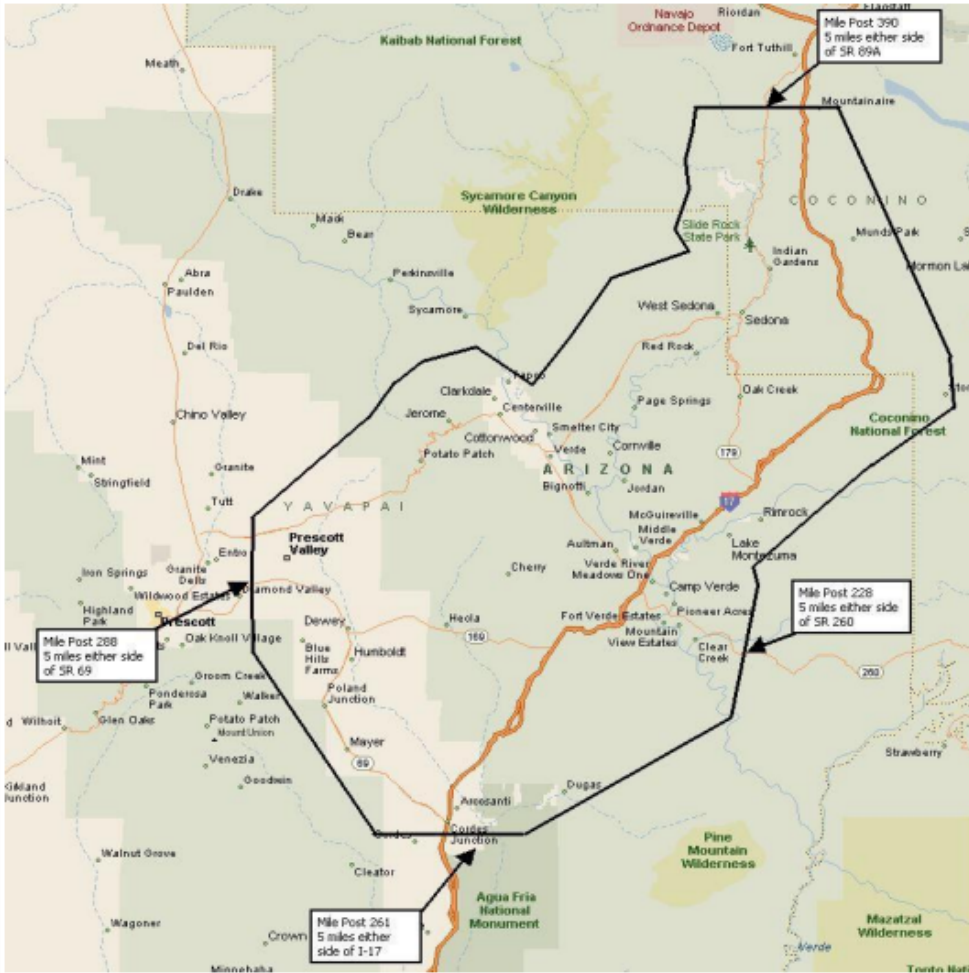 Riordan
Flagstaff
Navajo
Ordnance Depot
Mile Post 390
5 miles either side
of SR 89A
Kaibab National Forest
Fort Tuthill
Meath
Mountainaire
Drake
Sycamore Canyon
Wilderness
COCONINO
Mack
Bear
Slide Rock
State Park
Munds Park
Indian
Gardens
Mormon Lak
Abra
Paulden
Perkinsville
Sycamore
West Sedona
Sedona
Del Rio
Red Rock
Tapco
Clarkdale
Oak Creek
Page Springs
Chino Valley
Jerome
Centerville
Coconino
National Forest
Smelter City
Cottonwood
Verde
Cornville
179
Mint
Stringfield
Granite
Potato Patch
ARIZONA
Bignotti
Jordan
17
Tutt
YAVAPAI
McGuireville
Rimrock
Middle
Verde
Lake
Montezuma
Prescott
Valley
Entro
Aultman
Iron Springs
Granite
Dells
Cherry
Verde River
Meadows One
Wildwood Estates
Diamond Valley
Camp Verde
Mile Post 228
5 miles either side
of SR 260
Highland
Park
Prescott
Pioneer Acres
Dewey
Hecla
Fort Verde Estates
Mile Post 288
5 miles either side
of SR 69
Oak Knoll Village
169
Mountain
View Estates
Clear
Creek
Blue
Hills
Farms
Humboldt
260
Groom Creek
Ponderosa
Park
Walker
Poland
Junction
Glen Oaks
d Wilhoit
Potato Patch
Mount Union
Mayer
Strawberry
Venezia
69
Goodwin
Dugas
Kirkland
Junction
Arcosanti
Cordes
Cordes
Junction
Pine
Mountain
Wilderness
Walnut Grove
Cleator
Agua Fria
National
Monument
Mile Post 261
5 miles either
side of I-17
Wagoner
Crown
Mazatzal
Wilderness
Verde
Minnehaha
Tonto Nation